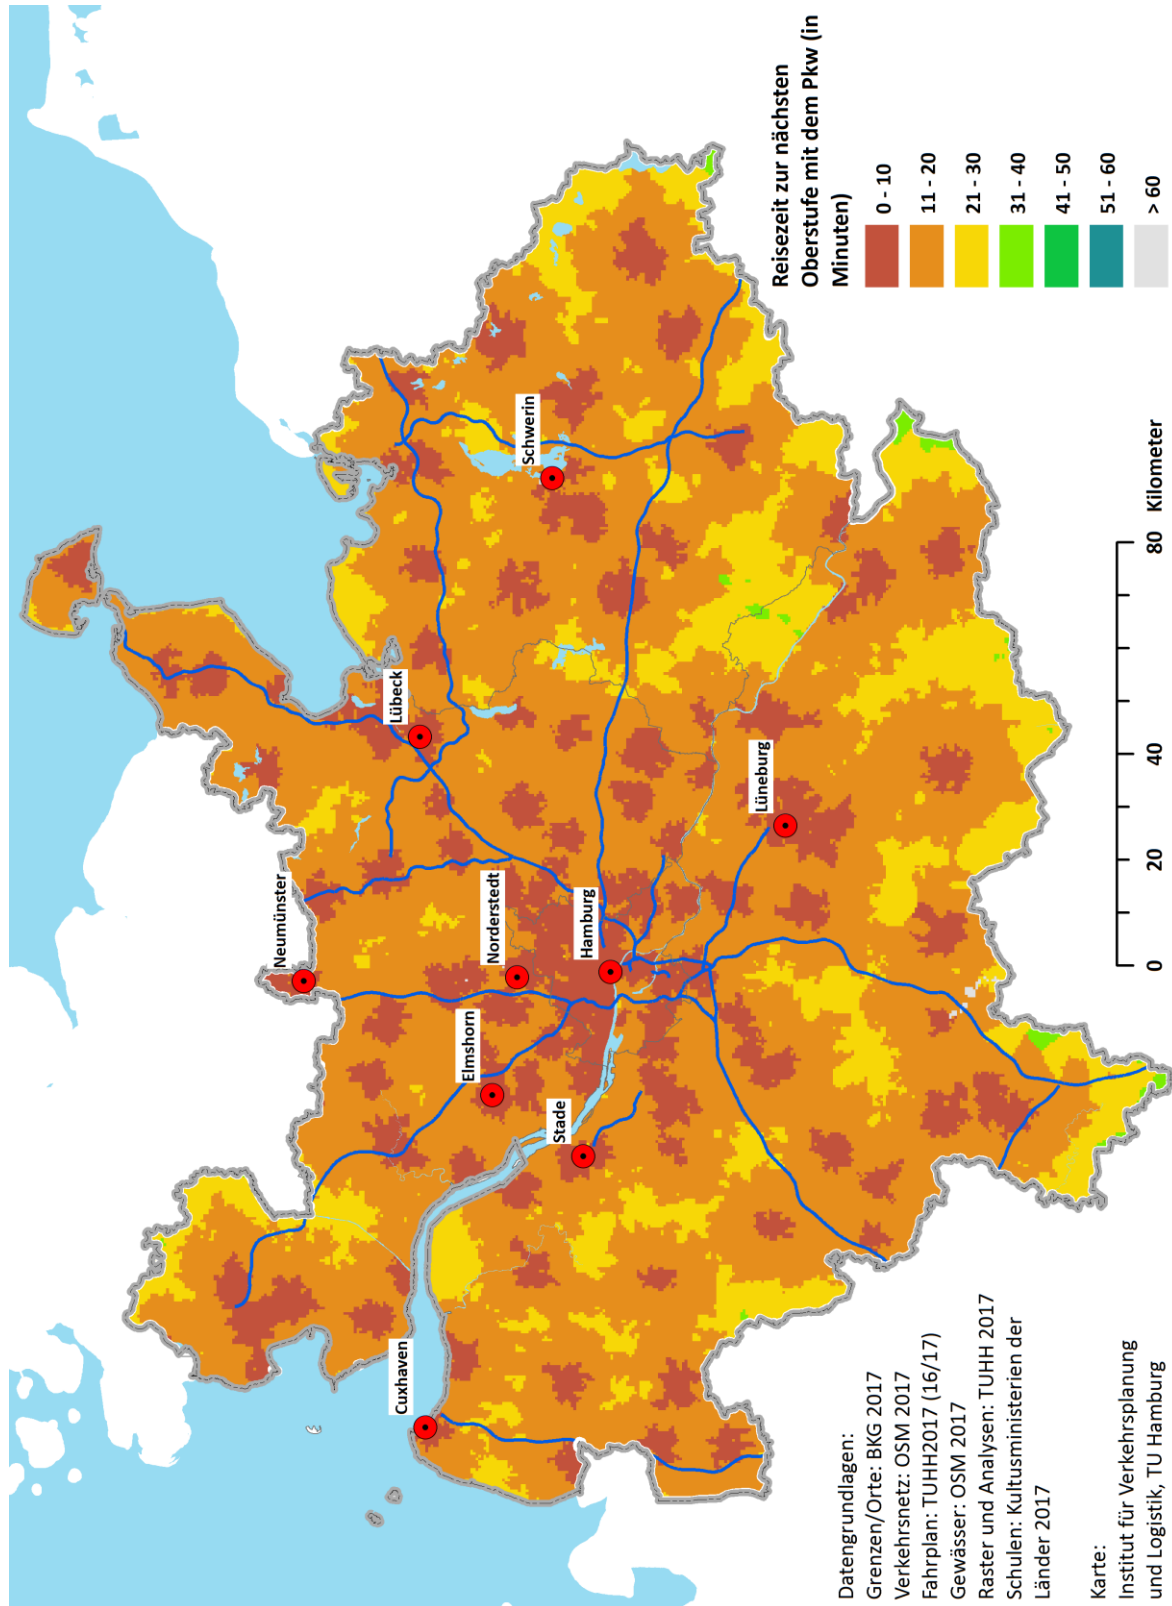 Neumünster
Lübeck
Schwerin
Norderstedt
Hamburg
Elmshorn
Stade
Lüneburg
Cuxhaven
Reisezeit zur nächsten
Oberstufe mit dem Pkw (in
Minuten)
0 - 10
11 - 20
21 - 30
31 - 40
41 - 50
51 - 60
> 60
0
20
40
80
Kilometer
Datengrundlagen:
Grenzen/Orte: BKG 2017
Verkehrsnetz: OSM 2017
Fahrplan: TUHH2017 (16/17)
Gewässer: OSM 2017
Raster und Analysen: TUHH 2017
Schulen: Kultusministerien der
Länder 2017
Karte:
Institut für Verkehrsplanung
und Logistik, TU Hamburg